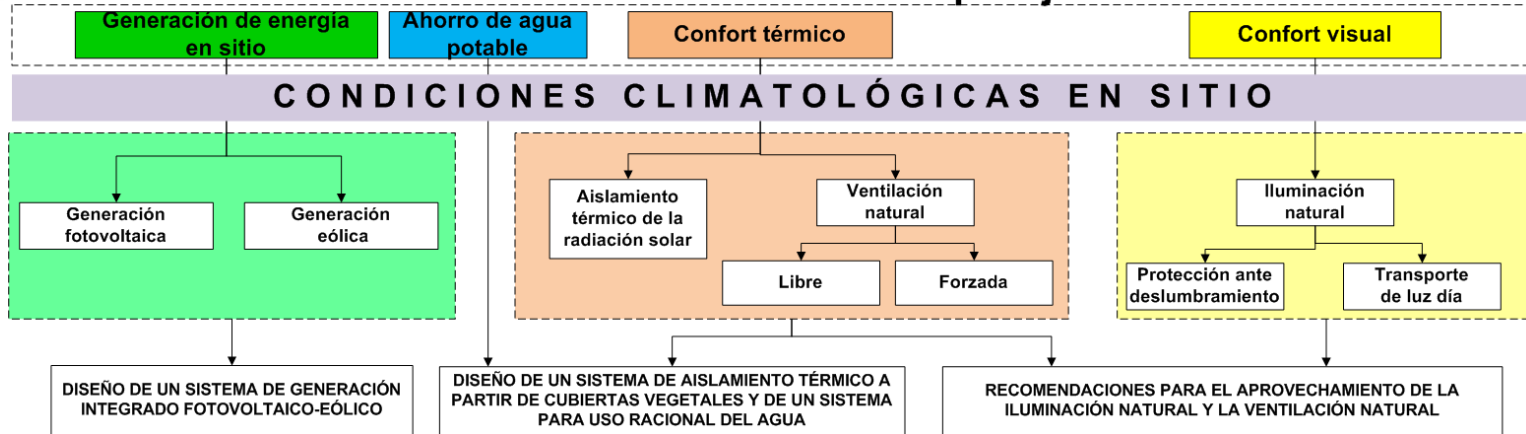 Generación de energía
en sitio
Ahorro de agua
potable
Confort térmico
Confort visual
CONDICIONES CLIMATOLÓGICAS EN SITIO
Generación
fotovoltaica
Generación
eólica
Aislamiento
térmico de la
radiación solar
Ventilación
natural
Libre
Forzada
Iluminación
natural
Protección ante
deslumbramiento
Transporte
de luz día
DISEÑO DE UN SISTEMA DE GENERACIÓN
INTEGRADO FOTOVOLTAICO-EÓLICO
DISEÑO DE UN SISTEMA DE AISLAMIENTO TÉRMICO A
PARTIR DE CUBIERTAS VEGETALES Y DE UN SISTEMA
PARA USO RACIONAL DEL AGUA
RECOMENDACIONES PARA EL APROVECHAMIENTO DE LA
ILUMINACIÓN NATURAL Y LA VENTILACIÓN NATURAL